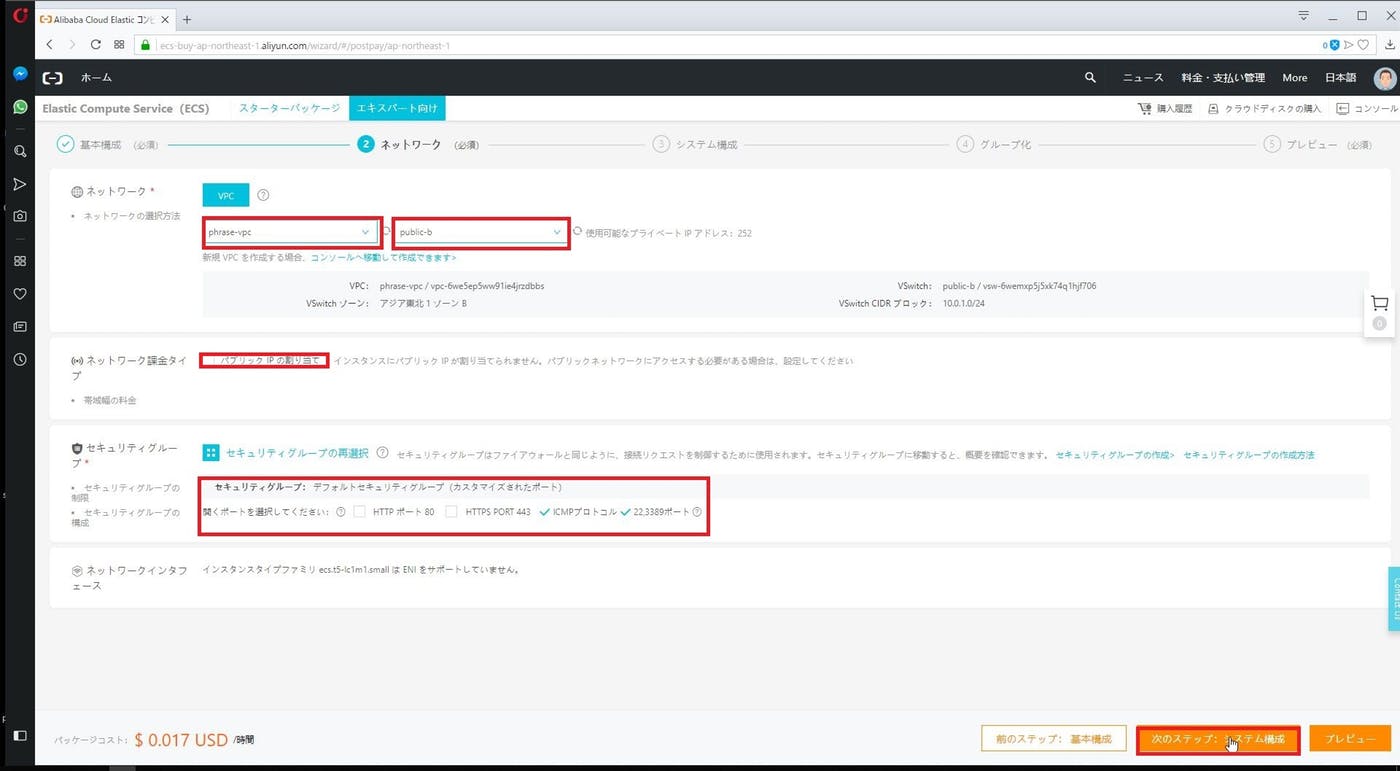 Alibaba Cloud Elastic コンピ
ecs-buy-ap-northeast-1.aliyun.com/wizard/#/postpay/ap-northeast-1
0
ホーム
ニュース 料金・支払い管理 More 日本語
Elastic Compute Service（ECS） スターターパッケージ エキスパート向け
購入履歴 クラウドディスクの購入 コンソール
基本構成 （必須） 2 ネットワーク （必須） 3 システム構成 4 グループ化 5 プレビュー （必須）
ネットワーク * VPC
• ネットワークの選択方法
phrase-vpc public-b 使用可能なプライベート IP アドレス：252
新規 VPC を作成する場合、コンソールへ移動して作成できます>
VPC： phrase-vpc / vpc-6we5ep5ww91ie4jrzdbbs VSwitch： public-b / vsw-6wemxp5j5xk74q1hjf706
VSwitch ゾーン： アジア東北 1 ゾーン B VSwitch CIDR ブロック： 10.0.1.0/24
0
ネットワーク課金タイプ
パブリック IP の割り当て インスタンスにパブリック IP が割り当てられません。パブリックネットワークにアクセスする必要がある場合は、設定してください
• 帯域幅の料金
セキュリティグループ *
セキュリティグループの再選択 セキュリティグループはファイアウォールと同じように、接続リクエストを制御するために使用されます。セキュリティグループに移動すると、概要を確認できます。 セキュリティグループの作成> セキュリティグループの作成方法
• セキュリティグループの制限
• セキュリティグループの構成
セキュリティグループ： デフォルトセキュリティグループ（カスタマイズされたポート）
開くポートを選択してください： HTTP ポート 80 HTTPS PORT 443 ICMPプロトコル 22,3389ポート
ネットワークインタフェース
インスタンスタイプファミリ ecs.t5-lc1m1.small は ENI をサポートしていません。
Contact Us
パッケージコスト： $ 0.017 USD /時間
前のステップ： 基本構成 次のステップ： システム構成 プレビュー